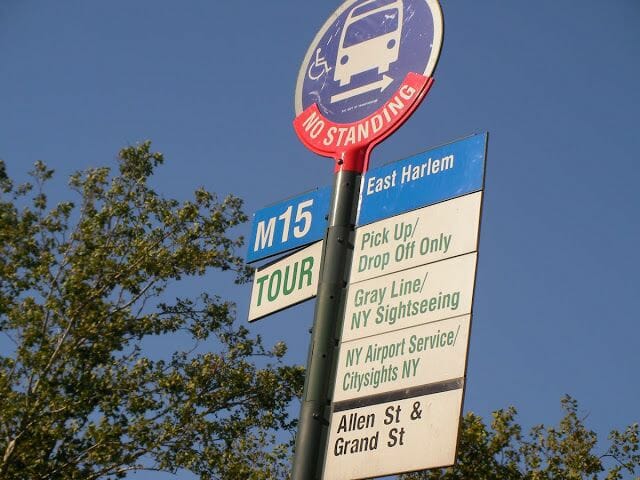 NO STANDING
M15
East Harlem
TOUR
Pick Up/
Drop Off Only
Gray Line/
NY Sightseeing
NY Airport Service/
Citysights NY
Allen St &
Grand St